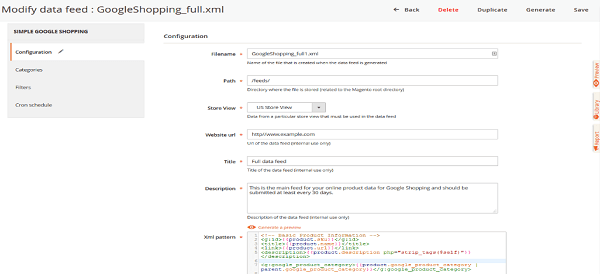 Modify data feed : GoogleShopping_full.xml
← Back Delete Duplicate Generate Save
SIMPLE GOOGLE SHOPPING
Configuration
Categories
Filters
Cron schedule
Configuration
Filename * GoogleShopping_full1.xml
Name of the file that is created when the data feed is generated
Path * /feeds/
Directory where the file is stored (related to the Magento root directory)
Store View * US Store View
Data from a particular store view that must be used in the data feed
Website url * http//www.example.com
Url of the data feed (internal use only)
Title * Full data feed
Title of the data feed (internal use only)
Description * This is the main feed for your online product data for Google Shopping and should be
submitted at least every 30 days.
Description of the data feed (internal use only)
Generate a preview
Xml pattern *
1 <!-- Basic Product Information -->
2 <g:id>{{product.sku}}</g:id>
3 <title>{{product.name}}</title>
4 <link>{{product.url}}</link>
5 <description>{{product.description php="strip_tags($self)"}}
</description>
6
7 <g:google_product_category>{{product.google_product_category |
parent.google_product_category}}</g:google_product_category>
Preview
Library
Report